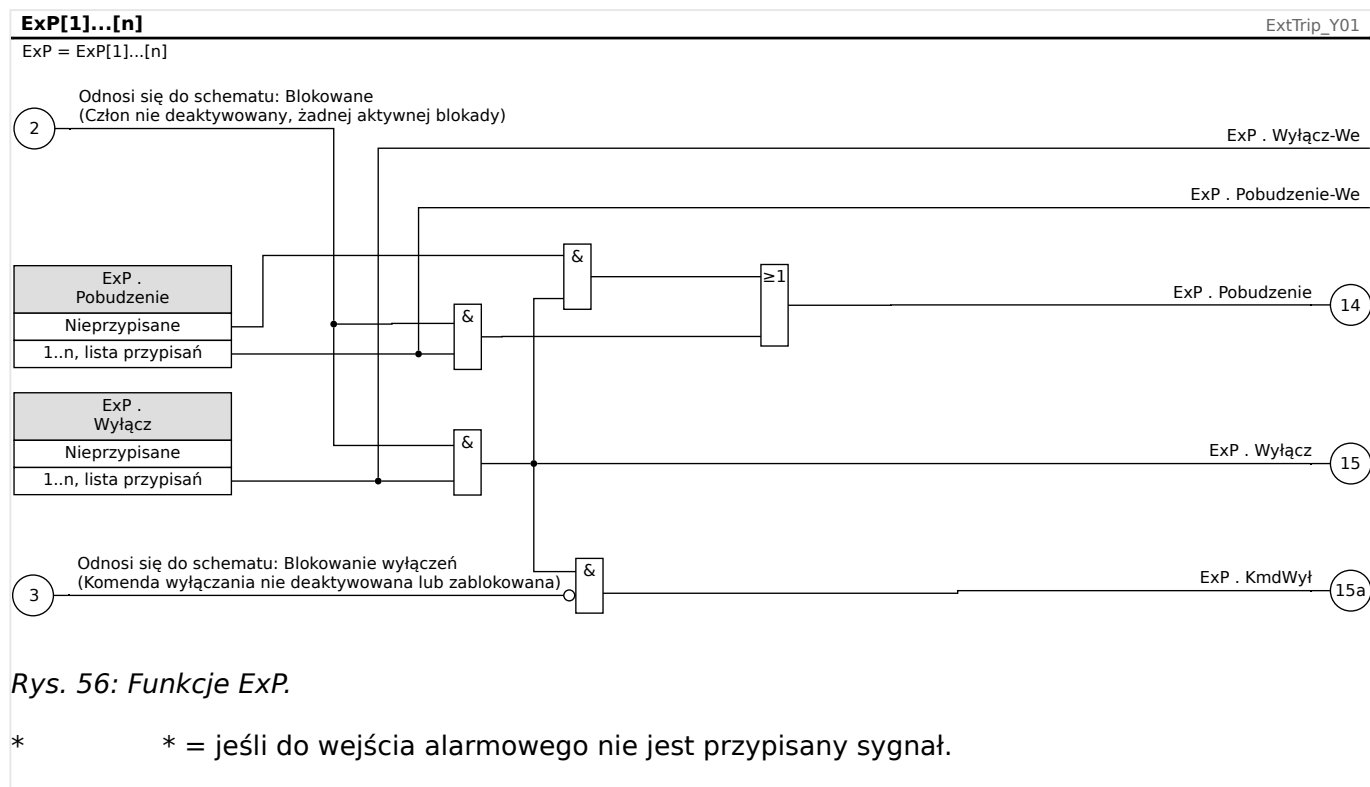 ExP[1]...[n]
ExtTrip_Y01
ExP = ExP[1]...[n]
Odnosi się do schematu: Blokowane
(Człon nie deaktywowany, żadnej aktywnej blokady)
2
ExP . Wyłącz-We
ExP . Pobudzenie-We
&
≥1
ExP .
Pobudzenie
Nieprzypisane
1..n, lista przypisań
&
ExP . Pobudzenie
14
ExP .
Wyłącz
Nieprzypisane
1..n, lista przypisań
&
ExP . Wyłącz
15
Odnosi się do schematu: Blokowanie wyłączeń
(Komenda wyłączania nie deaktywowana lub zablokowana)
3
&
ExP . KmdWył
15a
Rys. 56: Funkcje ExP.
* * = jeśli do wejścia alarmowego nie jest przypisany sygnał.